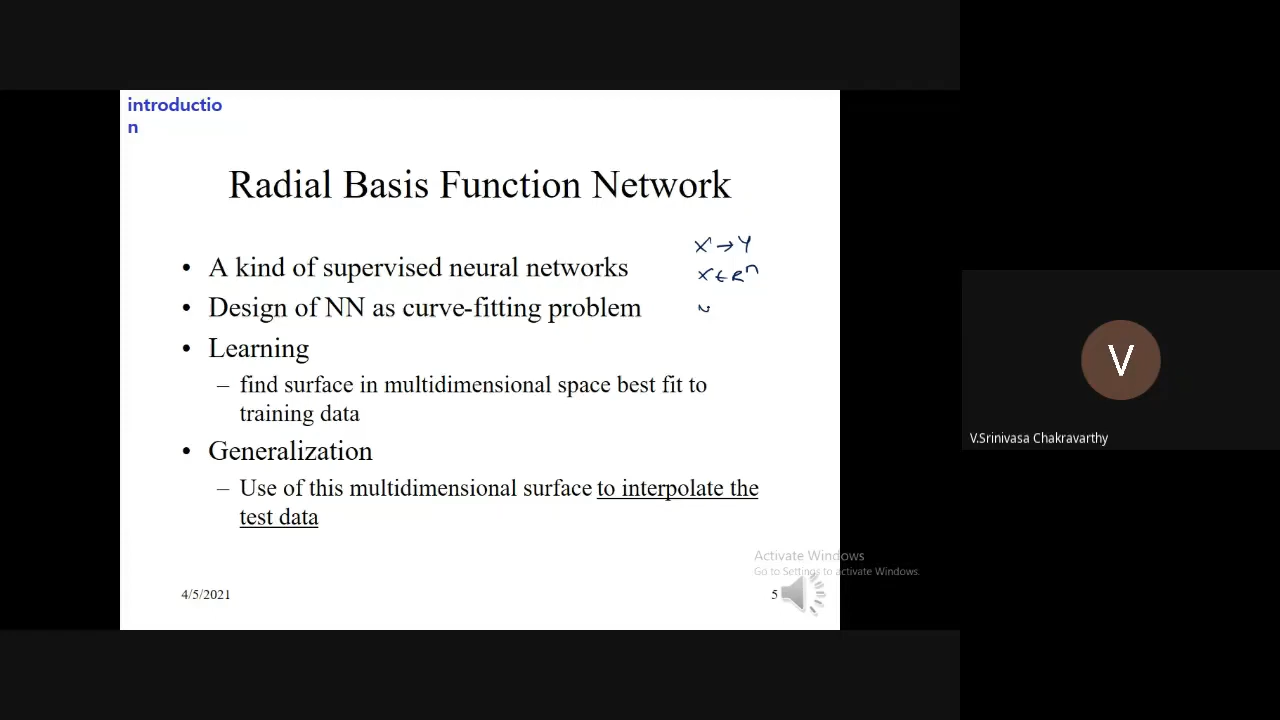 introductio
n
Radial Basis Function Network
X → Y
• A kind of supervised neural networks
X ∈ R^n
• Design of NN as curve-fitting problem
• Learning
– find surface in multidimensional space best fit to
training data
• Generalization
– Use of this multidimensional surface to interpolate the
test data
4/5/2021
5
Activate Windows
Go to Settings to activate Windows.
V
V.Srinivasa Chakravarthy